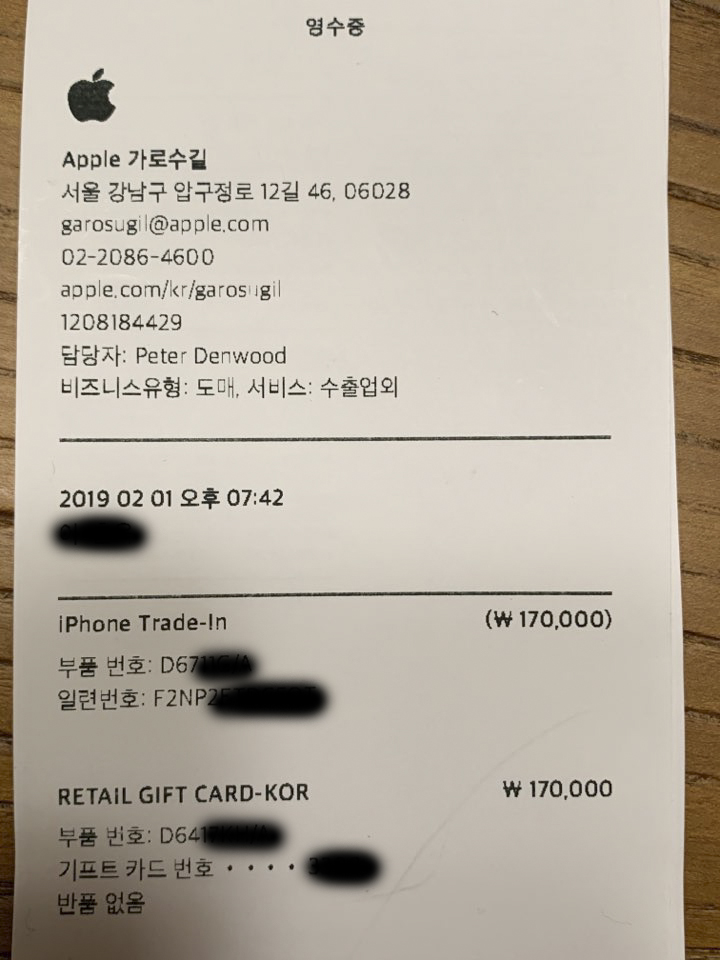 영수증
Apple 가로수길
서울 강남구 압구정로 12길 46, 06028
garosugil@apple.com
02-2086-4600
apple.com/kr/garosugil
1208184429
담당자: Peter Denwood
비즈니스유형: 도매, 서비스: 수출업외
2019 02 01 오후 07:42
iPhone Trade-In (₩ 170,000)
부품 번호: D67
일련번호: F2NP2
RETAIL GIFT CARD-KOR ₩ 170,000
부품 번호: D641
기프트 카드 번호 ····
반품 없음